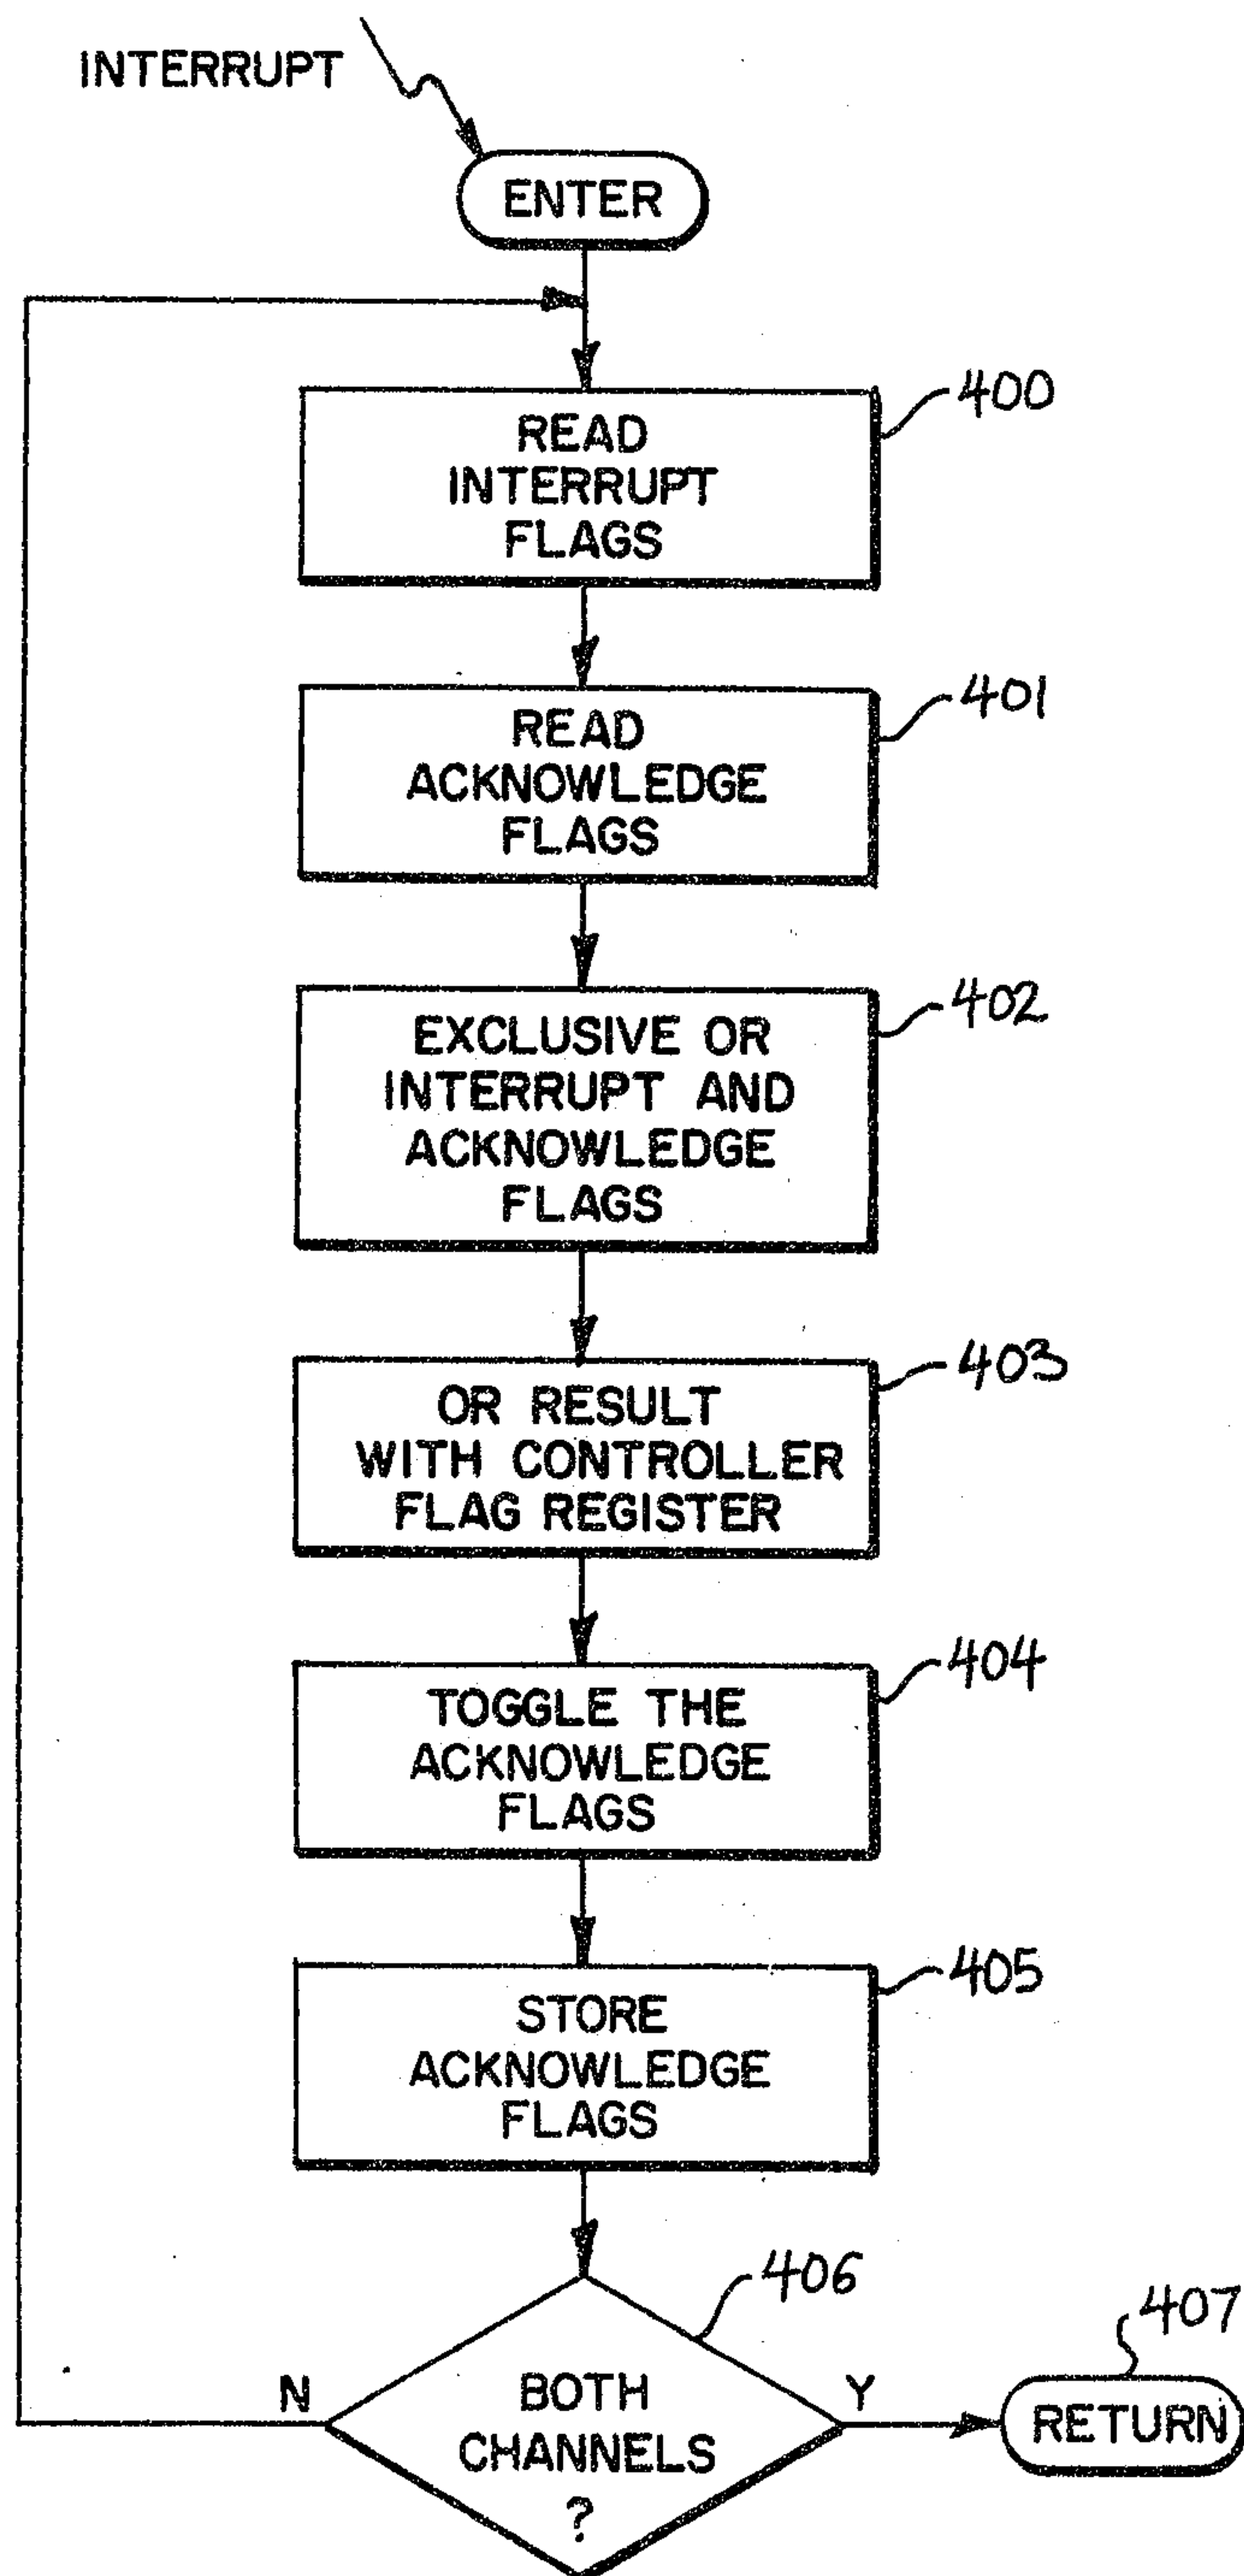 INTERRUPT
ENTER
400
READ
INTERRUPT
FLAGS
401
READ
ACKNOWLEDGE
FLAGS
402
EXCLUSIVE OR
INTERRUPT AND
ACKNOWLEDGE
FLAGS
403
OR RESULT
WITH CONTROLLER
FLAG REGISTER
404
TOGGLE THE
ACKNOWLEDGE
FLAGS
405
STORE
ACKNOWLEDGE
FLAGS
406
407
N
BOTH
CHANNELS
?
Y
RETURN